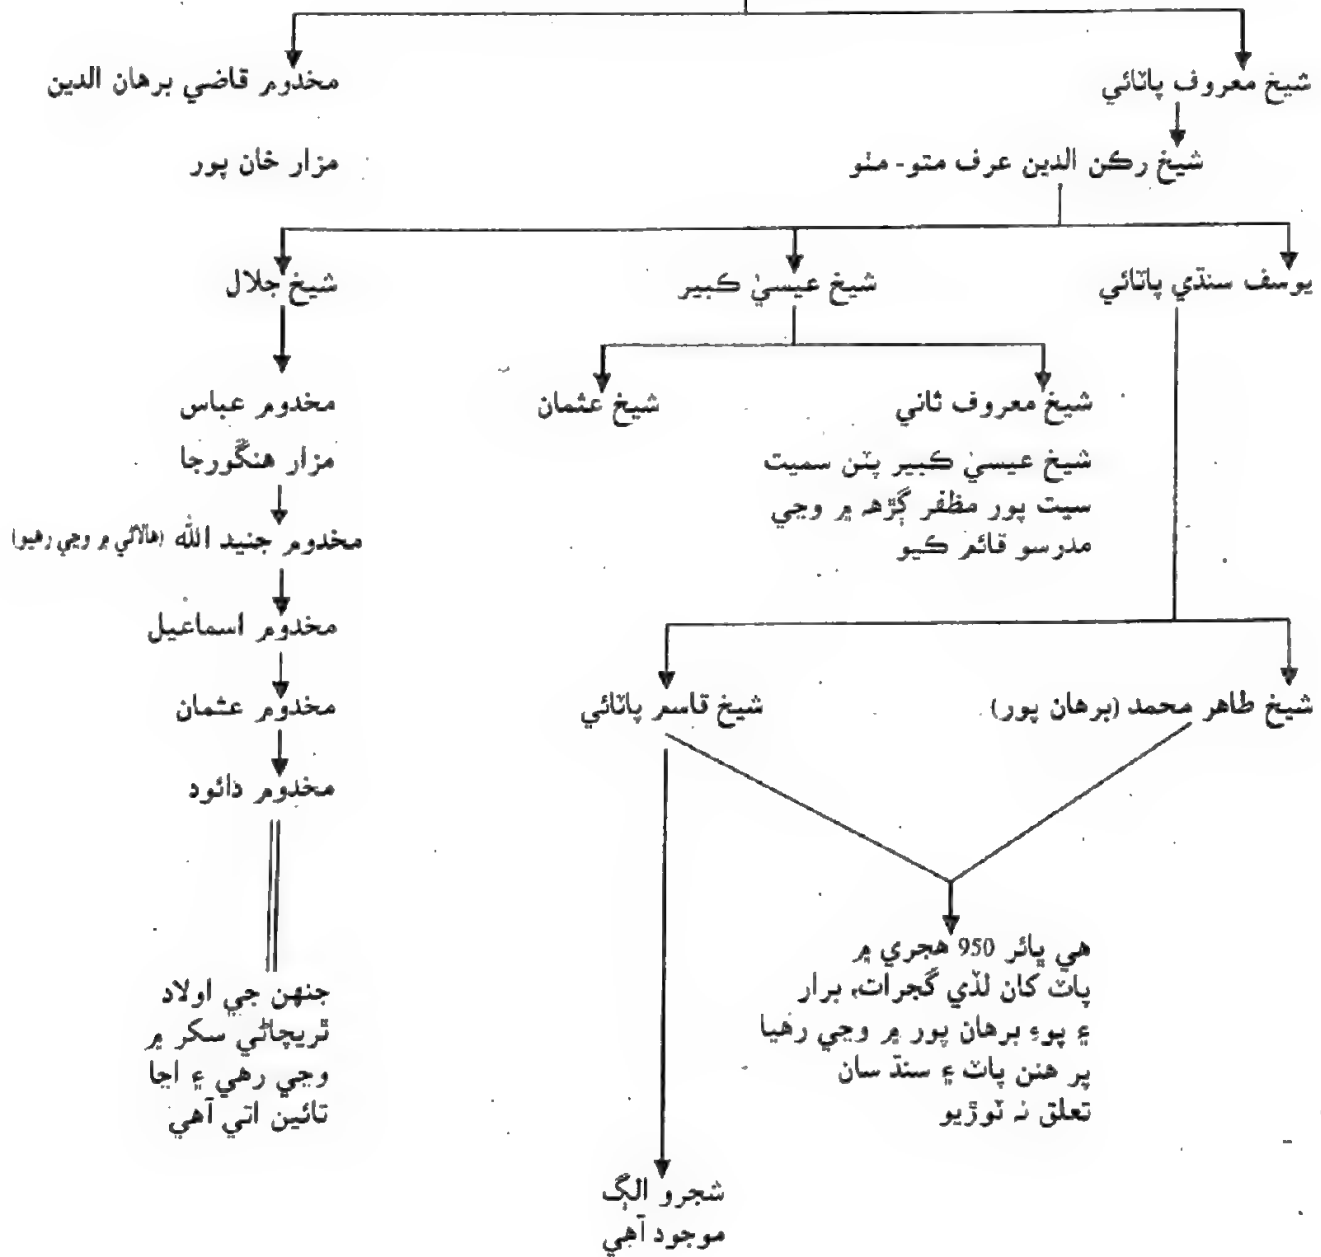 شيخ معروف پاٽائي
مخدوم قاضي برهان الدين
مزار خان پور
شيخ رڪن الدين عرف متو - منو
يوسف سنڌي پاٽائي
شيخ عيسيٰ ڪبير
شيخ جلال
شيخ معروف ثاني
شيخ عثمان
شيخ عيسيٰ ڪبير پٽن سميت
سيت پور مظفر ڳڙهه ۾ وڃي
مدرسو قائم ڪيو
مخدوم عباس
مزار هنڱورجا
مخدوم جنيد الله (هالاڻي ۾ وڃي رهيو)
مخدوم اسماعيل
مخدوم عثمان
مخدوم دائود
جنهن جي اولاد
ٿريچاڻي سکر ۾
وڃي رهي ۽ اڃا
تائين اتي آهي
شيخ طاهر محمد (برهان پور)
شيخ قاسم پاٽائي
هي ڀائر 950 هجري ۾
پاٽ کان لڏي گجرات، برار
۽ پوءِ برهان پور ۾ وڃي رهيا
پر هنن پاٽ ۽ سنڌ سان
تعلق نہ ٽوڙيو
شجرو الڳ
موجود آهي